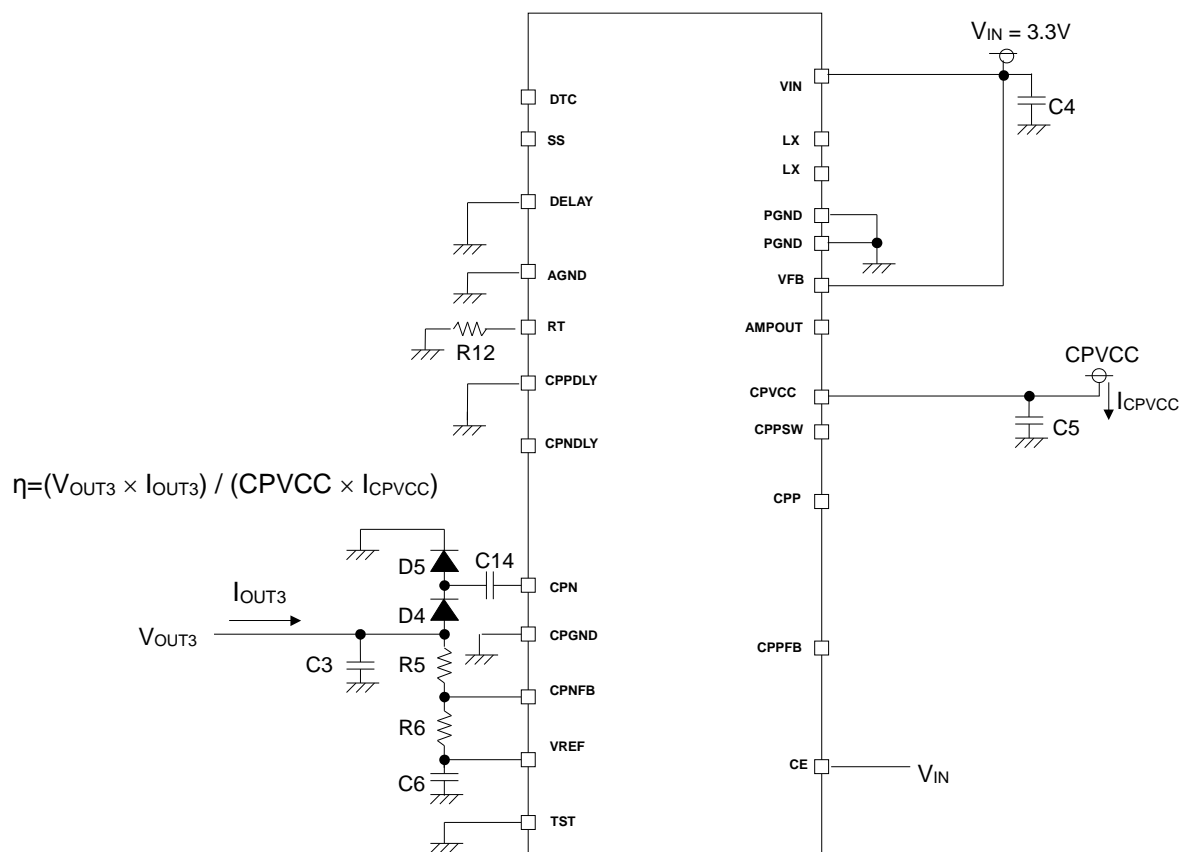 VIN = 3.3V
DTC
VIN
C4
SS
LX
LX
DELAY
PGND
PGND
AGND
VFB
RT
AMPOUT
R12
CPVCC
CPPDLY
CPVCC
ICPVCC
C5
CPPSW
CPNDLY
η=(VOUT3 × IOUT3) / (CPVCC × ICPVCC)
CPP
D5
C14
CPN
IOUT3
D4
VOUT3
CPGND
C3
R5
CPPFB
CPNFB
R6
VREF
CE
VIN
C6
TST